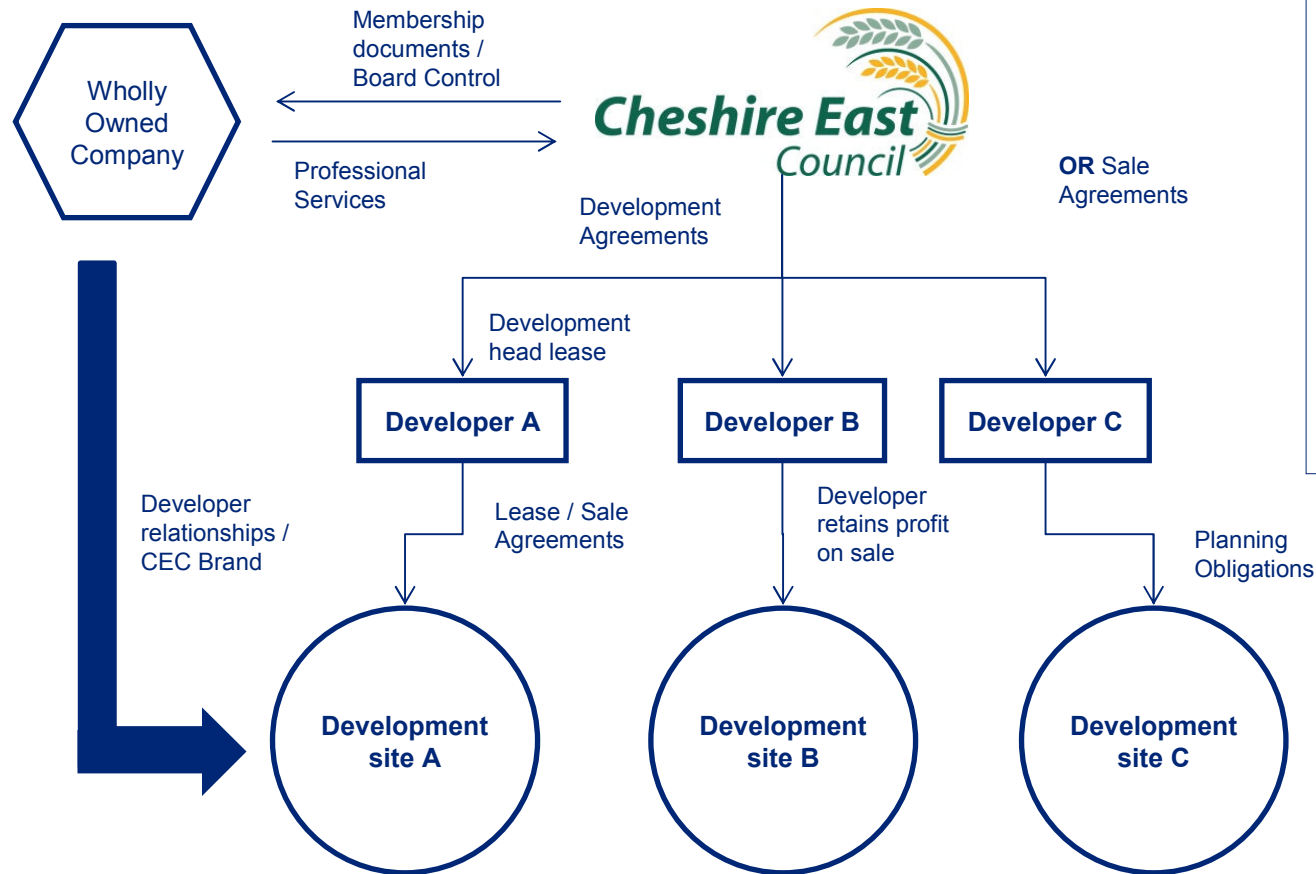 Membership
documents /
Board Control
Wholly
Owned
Company
Cheshire East
Council
Professional
Services
OR Sale
Agreements
Development
Agreements
Development
head lease
Developer A
Developer B
Developer C
Developer
relationships /
CEC Brand
Lease / Sale
Agreements
Developer
retains profit
on sale
Planning
Obligations
Development
site A
Development
site B
Development
site C